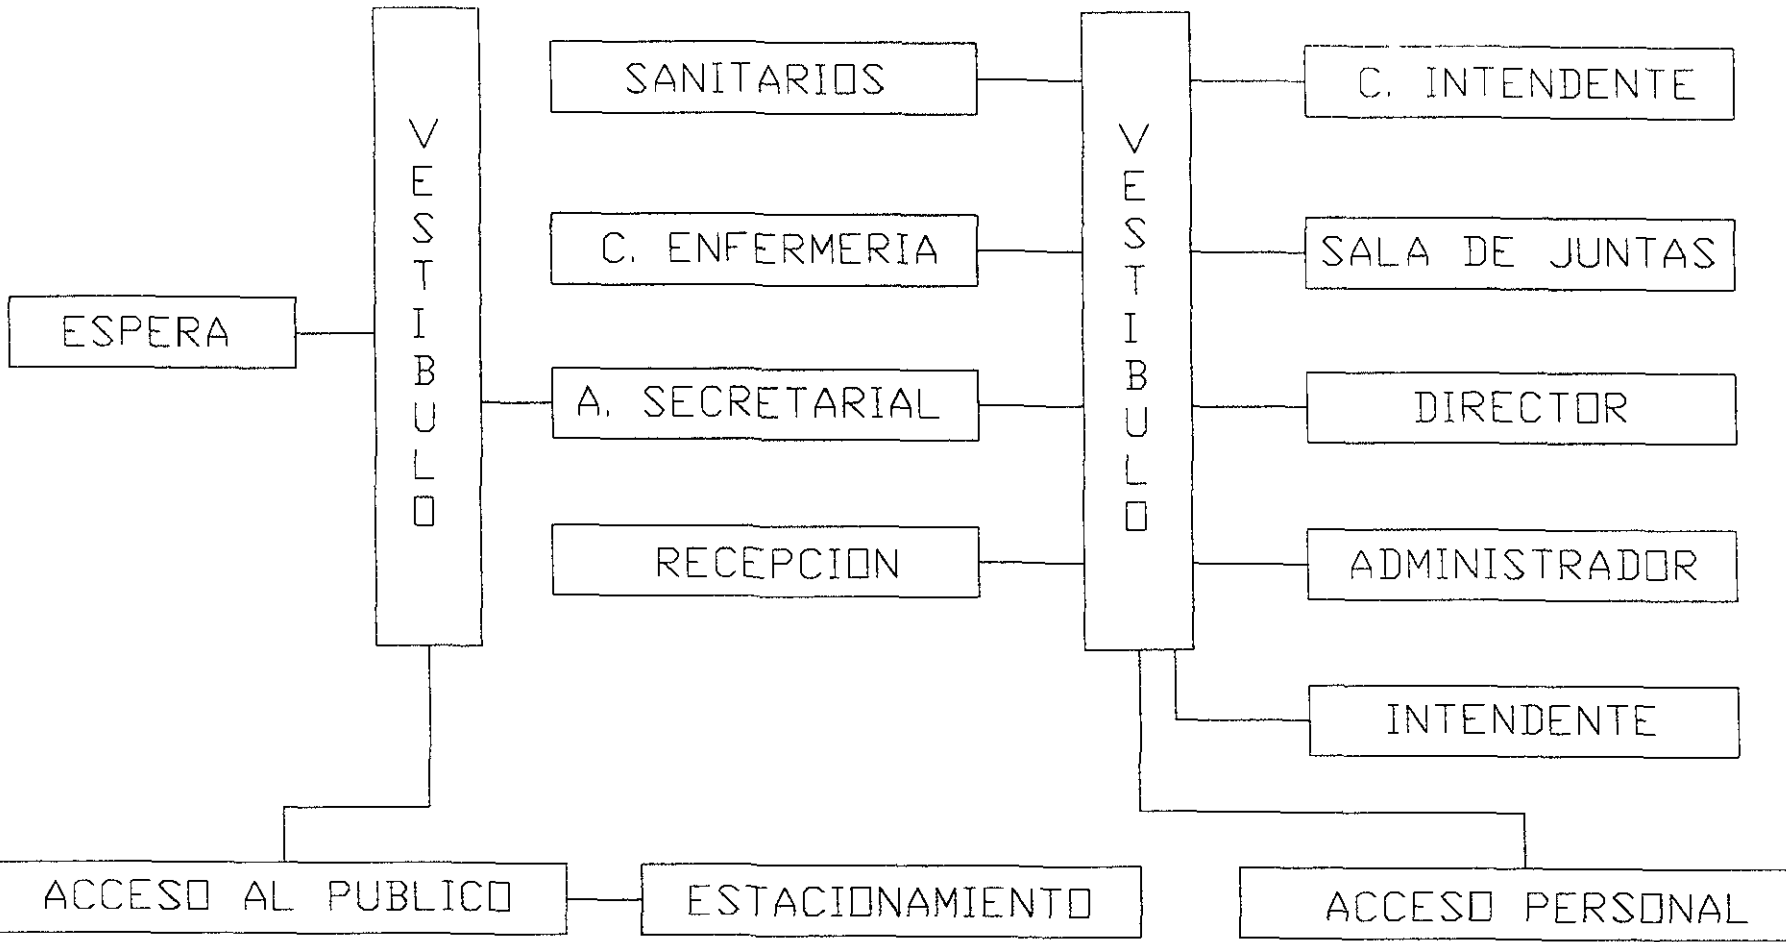 VESTIBULO
SANITARIOS
VESTIBULO
C. INTENDENTE
C. ENFERMERIA
SALA DE JUNTAS
ESPERA
A. SECRETARIAL
DIRECTOR
RECEPCION
ADMINISTRADOR
INTENDENTE
ACCESO AL PUBLICO
ESTACIONAMIENTO
ACCESO PERSONAL